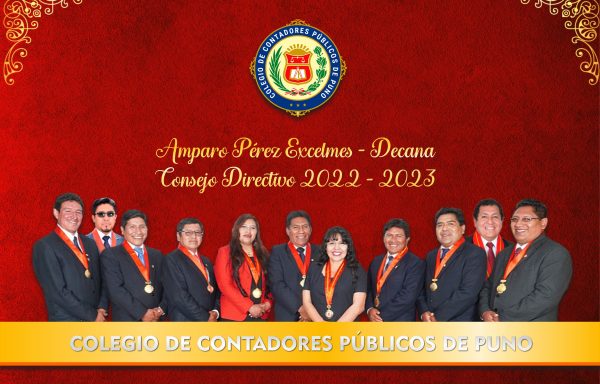 COLEGIO DE CONTADORES PÚBLICOS DE PUNO
Amparo Pérez Excelmes - Decana
Consejo Directivo 2022 - 2023
COLEGIO DE CONTADORES PÚBLICOS DE PUNO